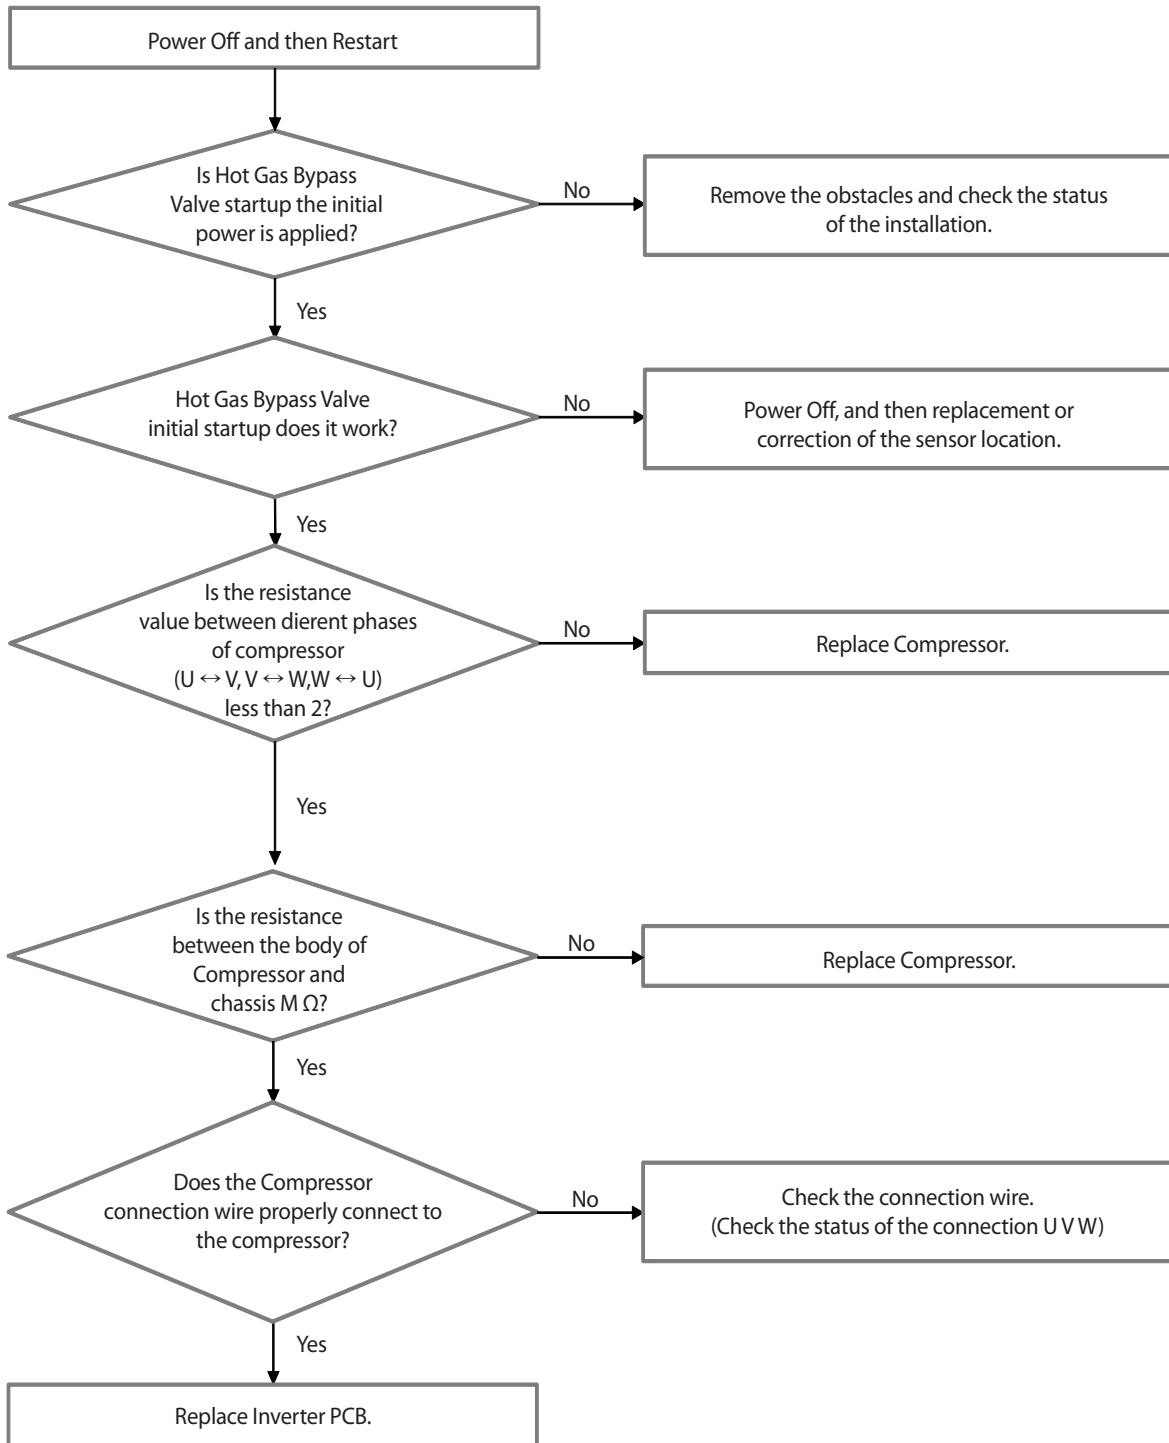 Power Off and then Restart
Is Hot Gas Bypass
Valve startup the initial
power is applied?
No
Remove the obstacles and check the status
of the installation.
Yes
Hot Gas Bypass Valve
initial startup does it work?
No
Power Off, and then replacement or
correction of the sensor location.
Yes
Is the resistance
value between dierent phases
of compressor
(U ↔ V, V ↔ W,W ↔ U)
less than 2?
No
Replace Compressor.
Yes
Is the resistance
between the body of
Compressor and
chassis M Ω?
No
Replace Compressor.
Yes
Does the Compressor
connection wire properly connect to
the compressor?
No
Check the connection wire.
(Check the status of the connection U V W)
Yes
Replace Inverter PCB.